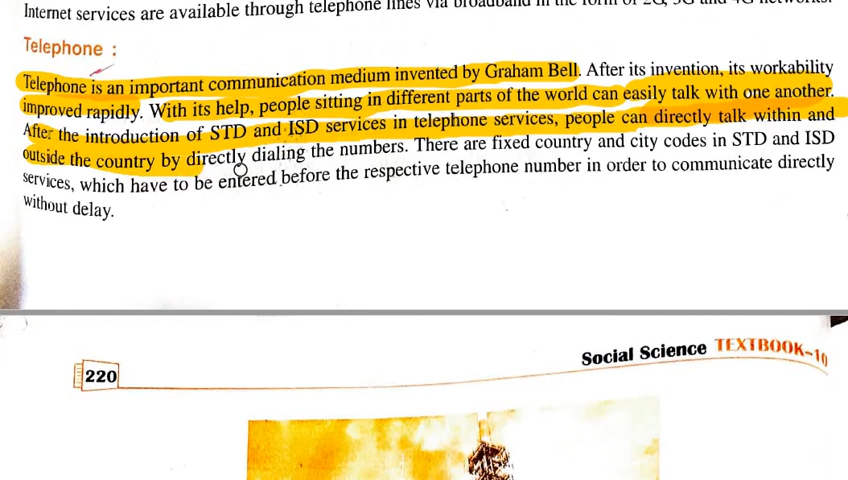 Internet services are available through telephone lines via broadband in the form of 2G, 3G and 4G networks.
Telephone :
Telephone is an important communication medium invented by Graham Bell. After its invention, its workability
improved rapidly. With its help, people sitting in different parts of the world can easily talk with one another.
After the introduction of STD and ISD services in telephone services, people can directly talk within and
outside the country by directly dialing the numbers. There are fixed country and city codes in STD and ISD
services, which have to be entered before the respective telephone number in order to communicate directly
without delay.
Social Science TEXTBOOK-10
220